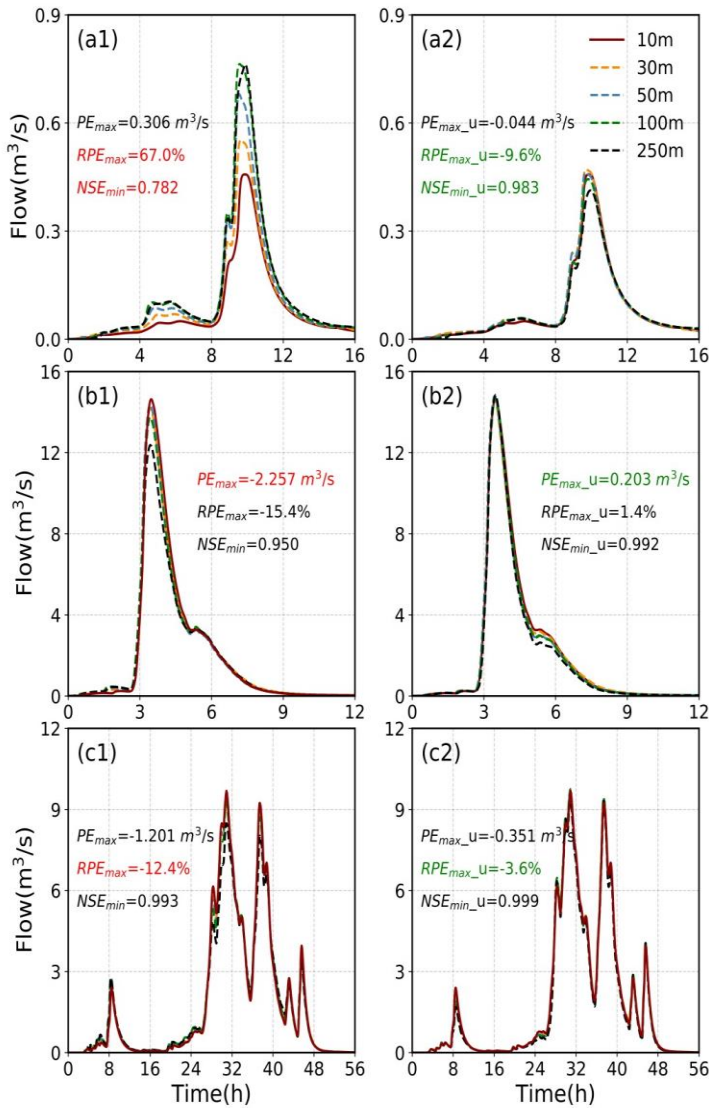 (a1)
PEmax=0.306 m³/s
RPEmax=67.0%
NSEmin=0.782
Flow(m³/s)
0.9
0.6
0.3
0.0
0 4 8 12 16
(a2)
10m
30m
50m
100m
250m
PEmax_u=-0.044 m³/s
RPEmax_u=-9.6%
NSEmin_u=0.983
0.9
0.6
0.3
0.0
0 4 8 12 16
(b1)
PEmax=-2.257 m³/s
RPEmax=-15.4%
NSEmin=0.950
Flow(m³/s)
16
12
8
4
0
0 3 6 9 12
(b2)
PEmax_u=0.203 m³/s
RPEmax_u=1.4%
NSEmin_u=0.992
16
12
8
4
0
0 3 6 9 12
(c1)
PEmax=-1.201 m³/s
RPEmax=-12.4%
NSEmin=0.993
Flow(m³/s)
12
9
6
3
0
0 8 16 24 32 40 48 56
Time(h)
(c2)
PEmax_u=-0.351 m³/s
RPEmax_u=-3.6%
NSEmin_u=0.999
12
9
6
3
0
0 8 16 24 32 40 48 56
Time(h)